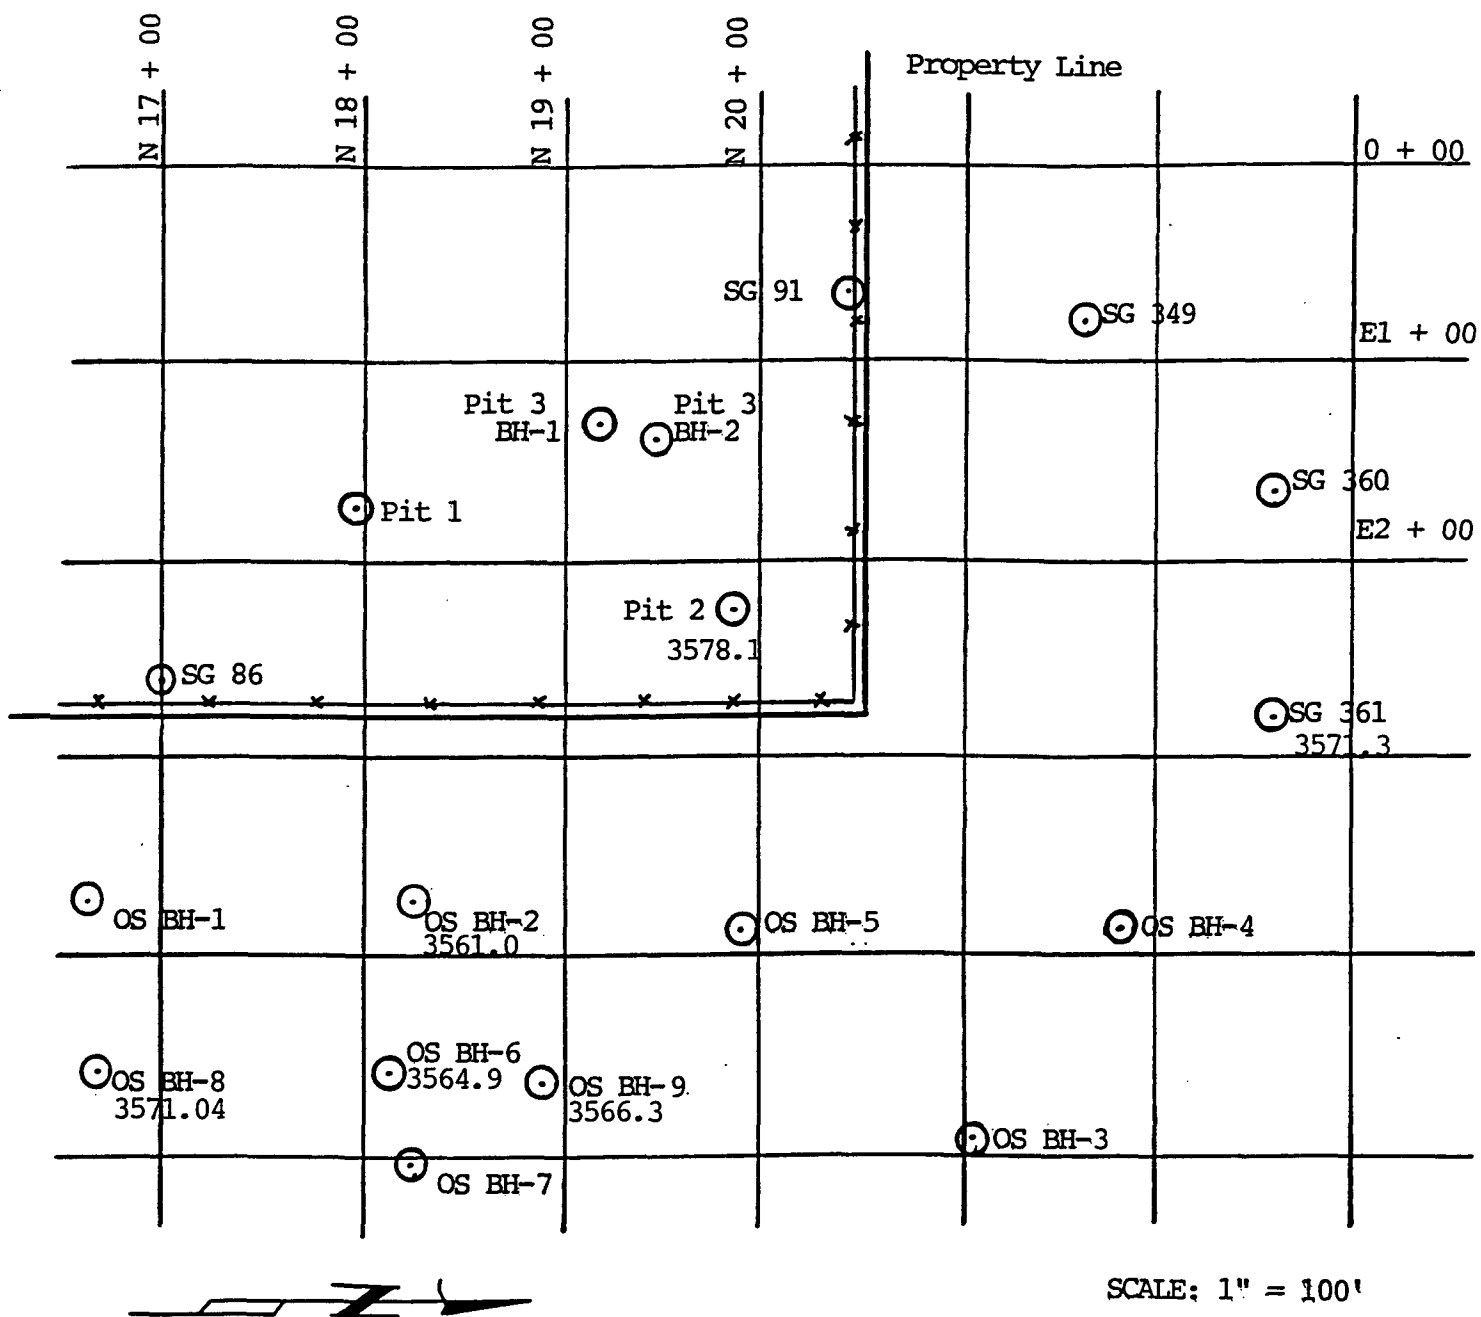 N 17 + 00
N 18 + 00
N 19 + 00
N 20 + 00
Property Line
0 + 00
SG 91
SG 349
E1 + 00
Pit 3
BH-1
Pit 3
BH-2
SG 360
Pit 1
E2 + 00
Pit 2
3578.1
SG 86
SG 361
3571.3
OS BH-1
OS BH-2
3561.0
OS BH-5
OS BH-4
OS BH-6
3564.9
OS BH-8
3571.04
OS BH-9
3566.3
OS BH-3
OS BH-7
N
SCALE: 1" = 100'